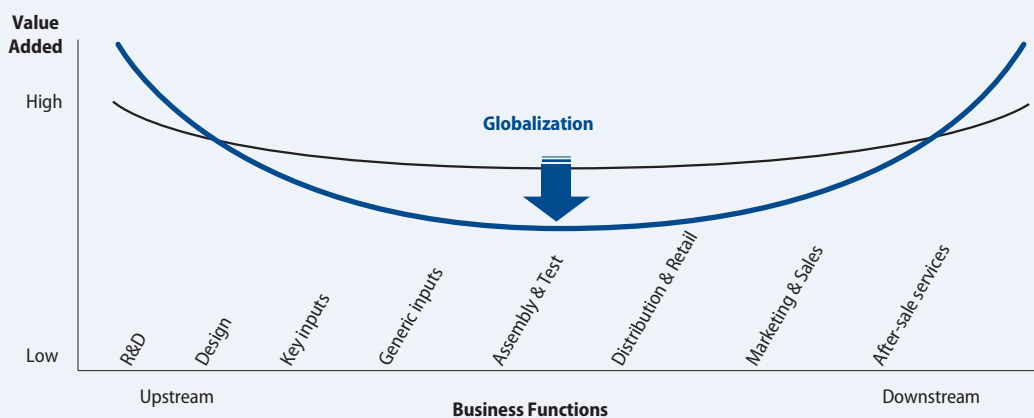 Value
Added
High
Globalization
Low
R&D
Design
Key inputs
Generic inputs
Assembly & Test
Distribution & Retail
Marketing & Sales
After-sale services
Upstream
Downstream
Business Functions